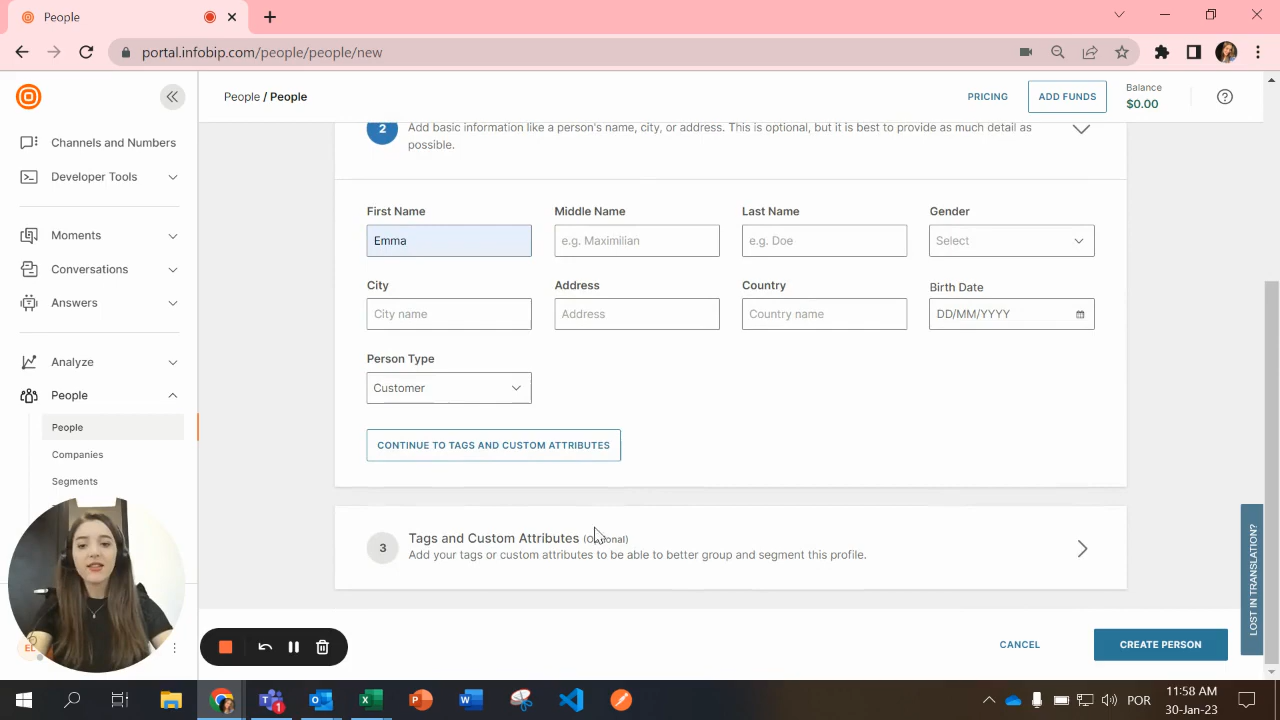 People
portal.infobip.com/people/people/new
People / People
PRICING
ADD FUNDS
Balance
$0.00
Channels and Numbers
Developer Tools
Moments
Conversations
Answers
Analyze
People
People
Companies
Segments
EL
2
Add basic information like a person's name, city, or address. This is optional, but it is best to provide as much detail as
possible.
First Name
Middle Name
Last Name
Gender
Emma
e.g. Maximilian
e.g. Doe
Select
City
Address
Country
Birth Date
City name
Address
Country name
DD/MM/YYYY
Person Type
Customer
CONTINUE TO TAGS AND CUSTOM ATTRIBUTES
3
Tags and Custom Attributes (Optional)
Add your tags or custom attributes to be able to better group and segment this profile.
LOST IN TRANSLATION?
CANCEL
CREATE PERSON
1
POR
11:58 AM
30-Jan-23